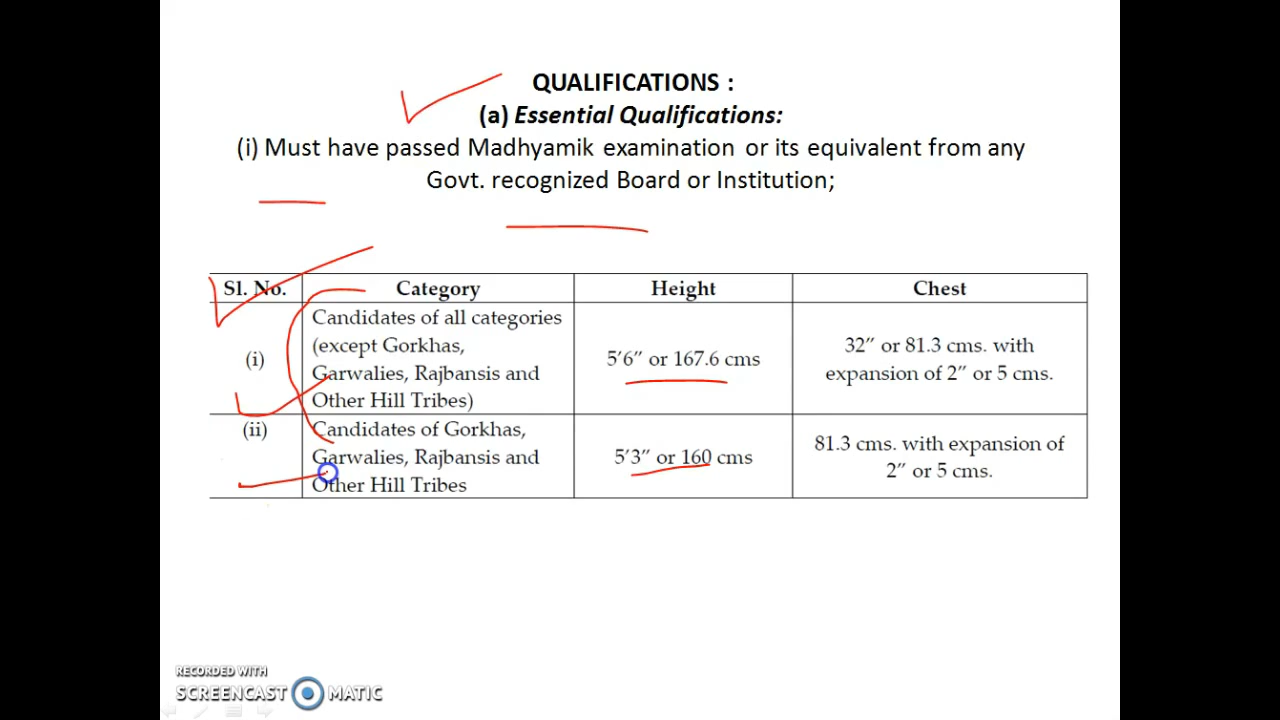 QUALIFICATIONS :
(a) Essential Qualifications:
(i) Must have passed Madhyamik examination or its equivalent from any
Govt. recognized Board or Institution;
Sl. No. Category Height Chest
(i) Candidates of all categories
(except Gorkhas,
Garwalies, Rajbansis and
Other Hill Tribes)
5'6″ or 167.6 cms
32″ or 81.3 cms. with
expansion of 2″ or 5 cms.
(ii) Candidates of Gorkhas,
Garwalies, Rajbansis and
Other Hill Tribes
5'3″ or 160 cms
81.3 cms. with expansion of
2″ or 5 cms.
RECORDED WITH
SCREENCAST MATIC